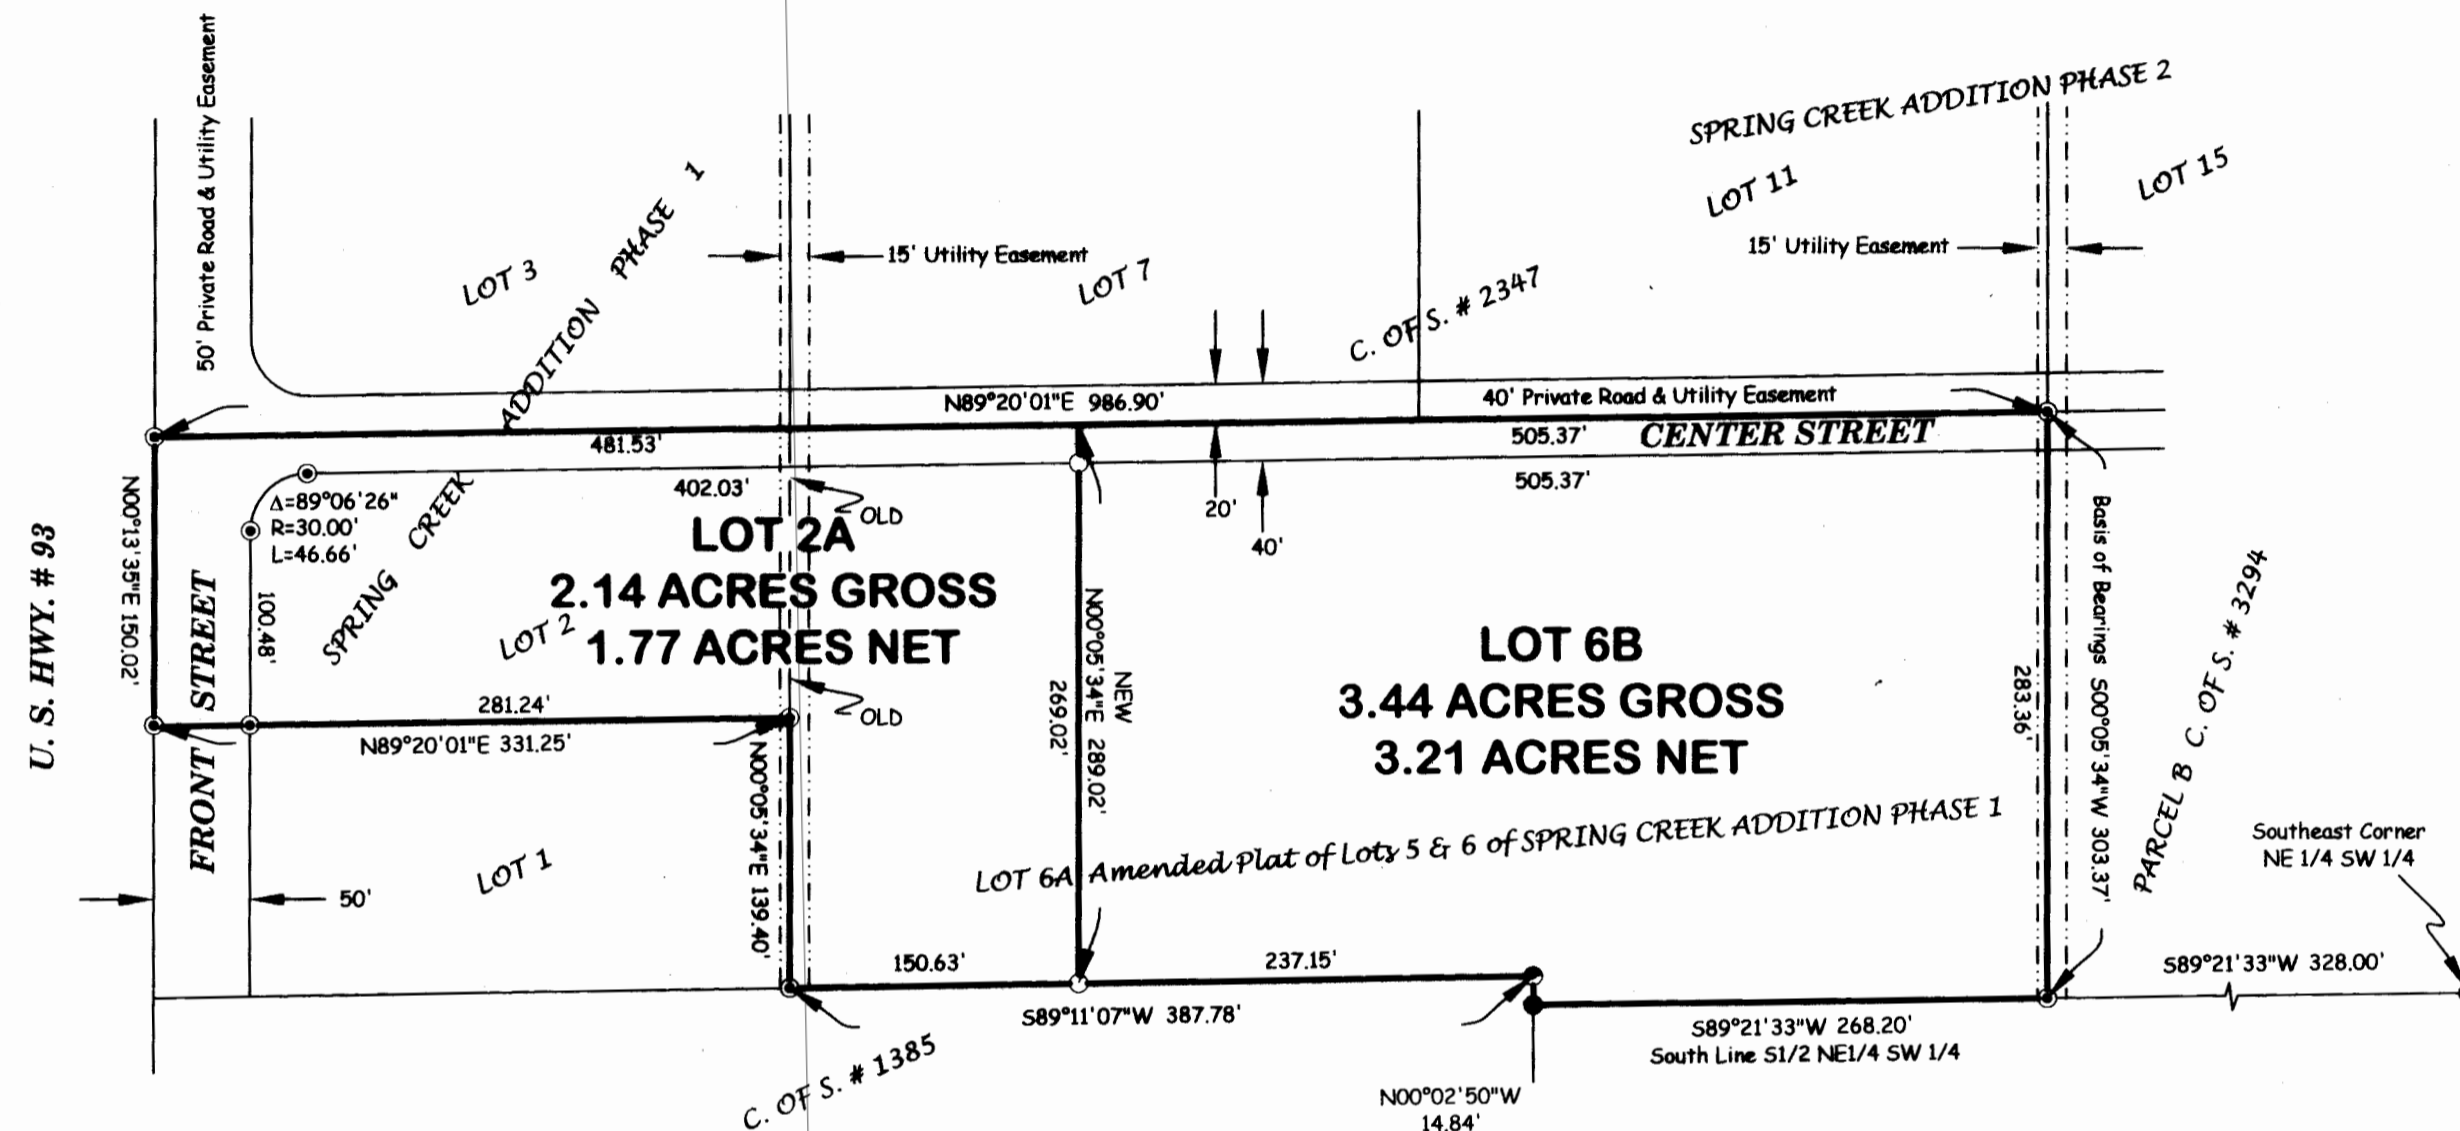 50' Private Road & Utility Easement
SPRING CREEK ADDITION PHASE 2
LOT 11
LOT 15
15' Utility Easement
15' Utility Easement
LOT 3
LOT 7
C. OF S. # 2347
SPRING CREEK ADDITION PHASE 1
N89°20'01"E 986.90'
40' Private Road & Utility Easement
481.53'
505.37'
CENTER STREET
402.03'
505.37'
OLD
20'
40'
Δ=89°06'26"
R=30.00'
L=46.66'
N00°13'35"E 150.02'
U. S. HWY. # 93
FRONT STREET
100.48'
LOT 2A
2.14 ACRES GROSS
1.77 ACRES NET
LOT 2
281.24'
OLD
N89°20'01"E 331.25'
N00°05'34"E 139.40'
NEW
N00°05'34"E 289.02'
269.02'
LOT 6B
3.44 ACRES GROSS
3.21 ACRES NET
283.36'
Basis of Bearings S00°05'34"W 303.37'
PARCEL B C. OF S. # 3294
LOT 6A Amended Plat of Lots 5 & 6 of SPRING CREEK ADDITION PHASE 1
Southeast Corner
NE 1/4 SW 1/4
LOT 1
50'
150.63'
237.15'
S89°21'33"W 328.00'
S89°11'07"W 387.78'
S89°21'33"W 268.20'
South Line S1/2 NE1/4 SW 1/4
C. OF S. # 1385
N00°02'50"W
14.84'